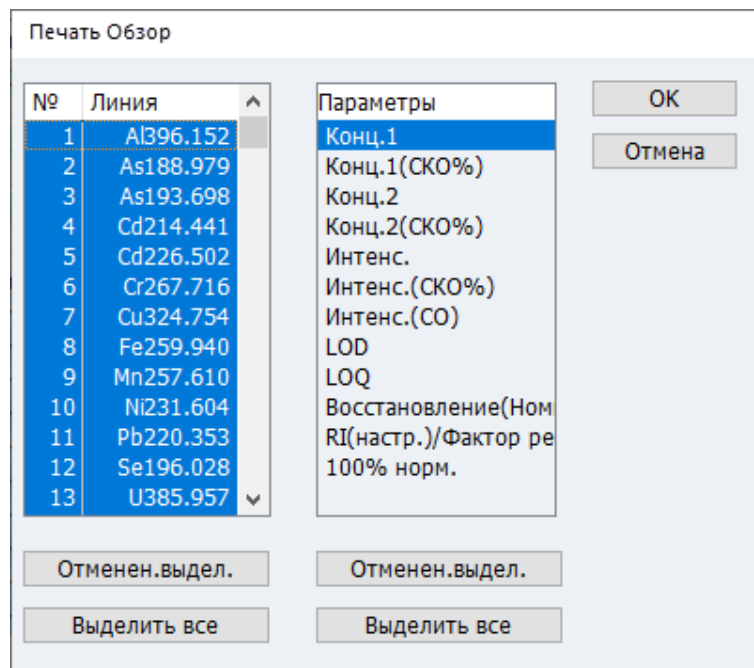 Печать Обзор
№ Линия
1 Al396.152
2 As188.979
3 As193.698
4 Cd214.441
5 Cd226.502
6 Cr267.716
7 Cu324.754
8 Fe259.940
9 Mn257.610
10 Ni231.604
11 Pb220.353
12 Se196.028
13 U385.957
Отменен.выдел.
Выделить все
Параметры
Конц.1
Конц.1(СКО%)
Конц.2
Конц.2(СКО%)
Интенс.
Интенс.(СКО%)
Интенс.(СО)
LOD
LOQ
Восстановление(Номи
RI(настр.)/Фактор ре
100% норм.
Отменен.выдел.
Выделить все
OK
Отмена